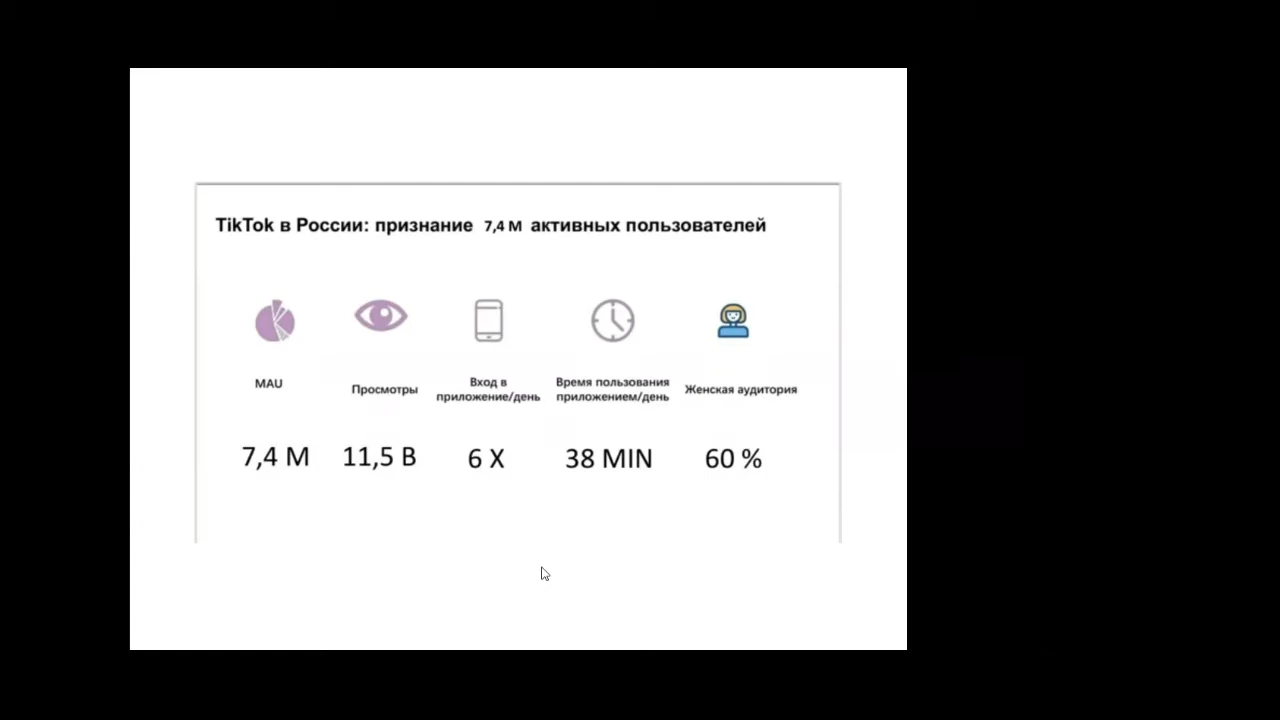 TikTok в России: признание 7,4 M активных пользователей
MAU
Просмотры
Вход в
приложение/день
Время пользования
приложением/день
Женская аудитория
7,4 M
11,5 B
6 X
38 MIN
60 %